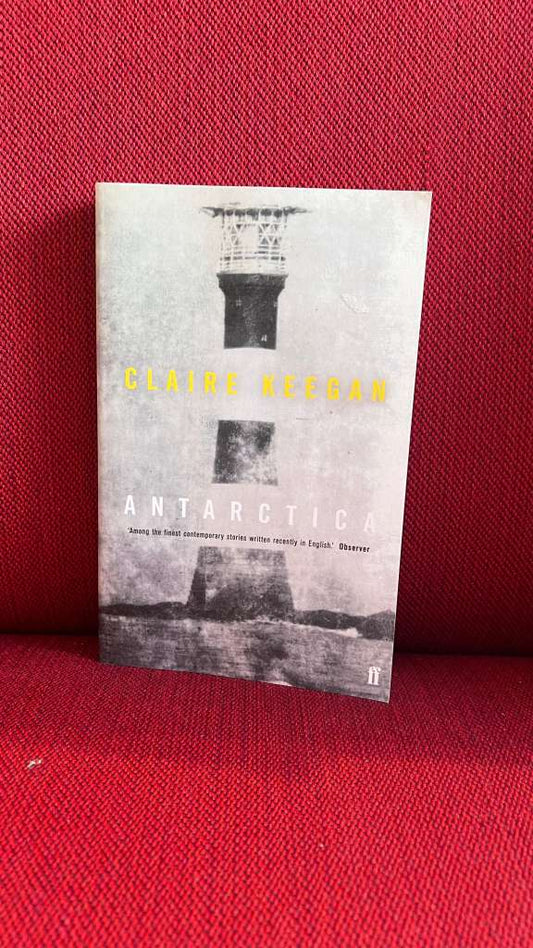 CLAIRE KEEGAN
ANTARCTICA
'Among the finest contemporary stories written recently in English.' Observer
ff